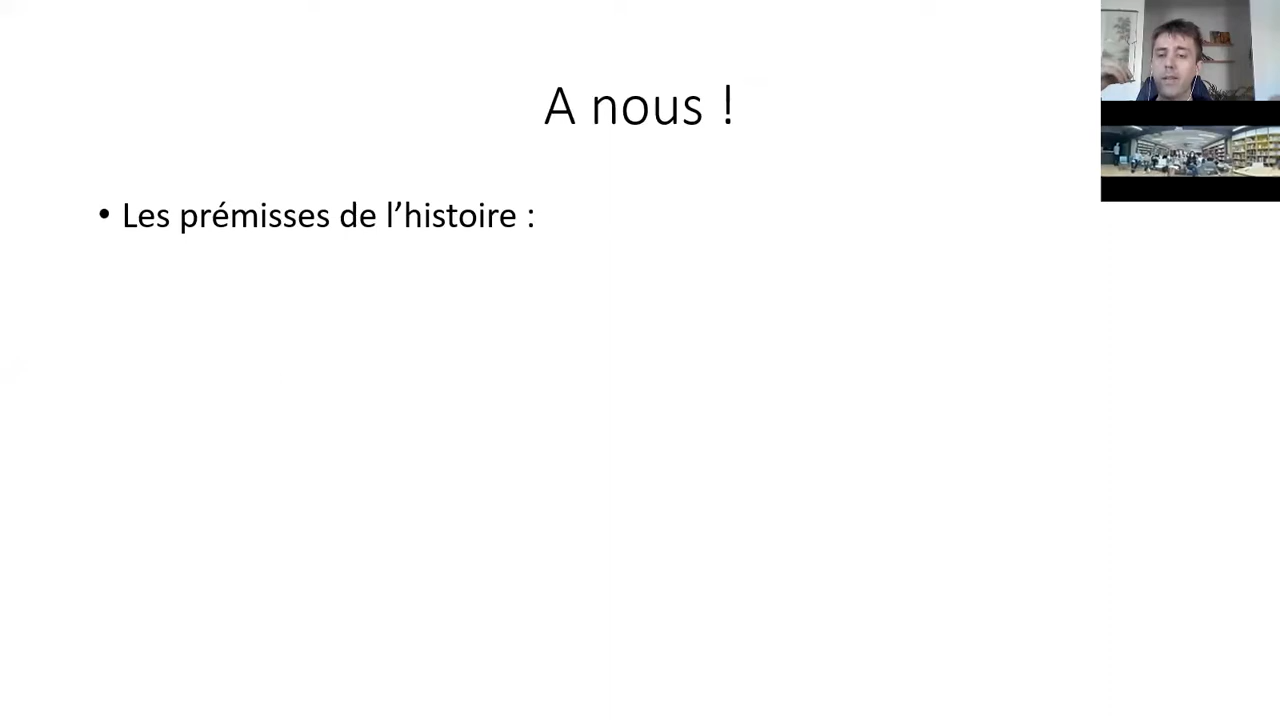 A nous !
• Les prémisses de l’histoire :